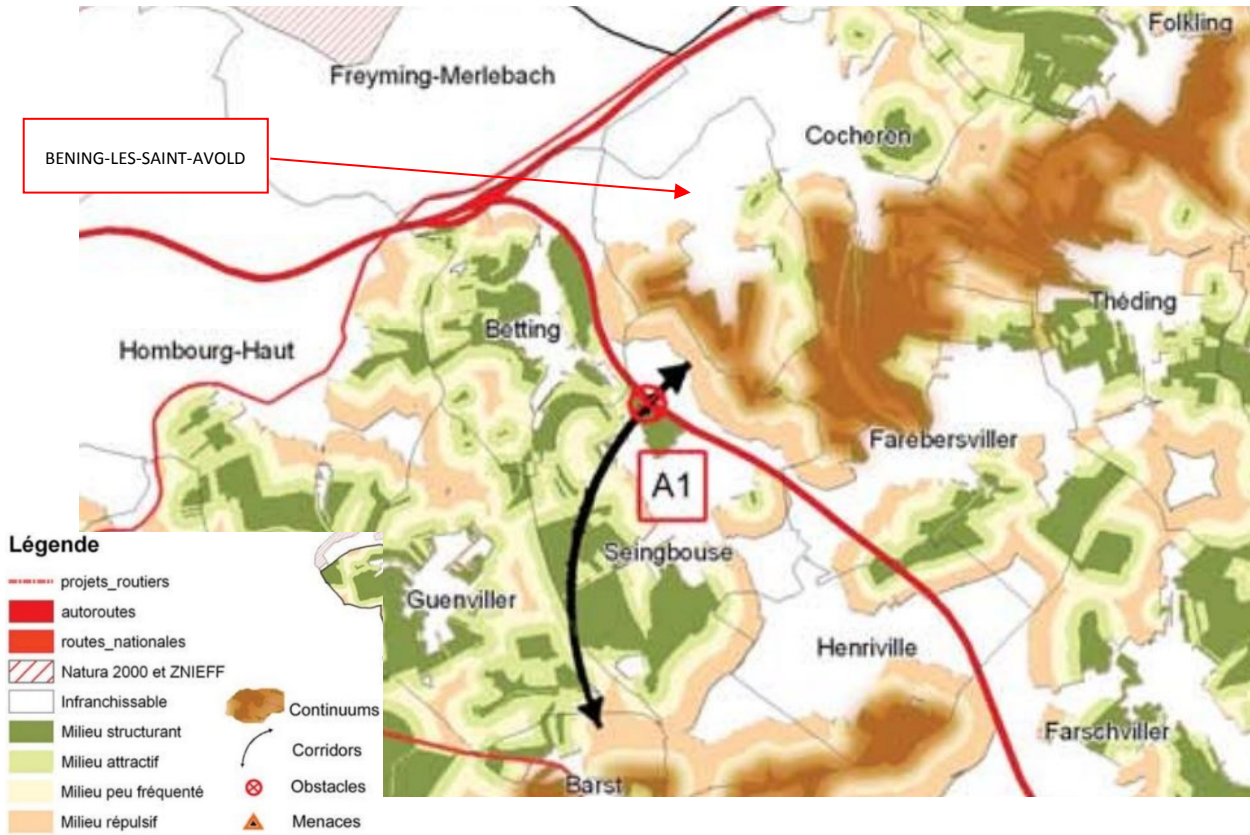 Folkling
Freyming-Merlebach
Cocheren
BENING-LES-SAINT-AVOLD
Théding
Betting
Hombourg-Haut
Farebersviller
A1
Seingbouse
Guenviller
Henriville
Farschviller
Barst
Légende
projets_routiers
autoroutes
routes_nationales
Natura 2000 et ZNIEFF
Infranchissable
Milieu structurant
Milieu attractif
Milieu peu fréquenté
Milieu répulsif
Continuums
Corridors
Obstacles
Menaces